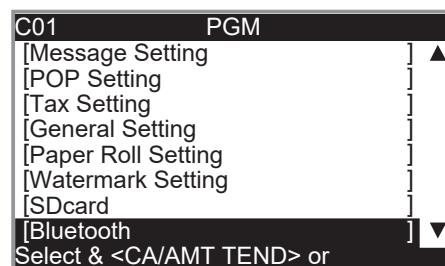 C01 PGM
[Message Setting ] ▲
[POP Setting ]
[Tax Setting ]
[General Setting ]
[Paper Roll Setting ]
[Watermark Setting ]
[SDcard ]
[Bluetooth ] ▼
Select & <CA/AMT TEND> or